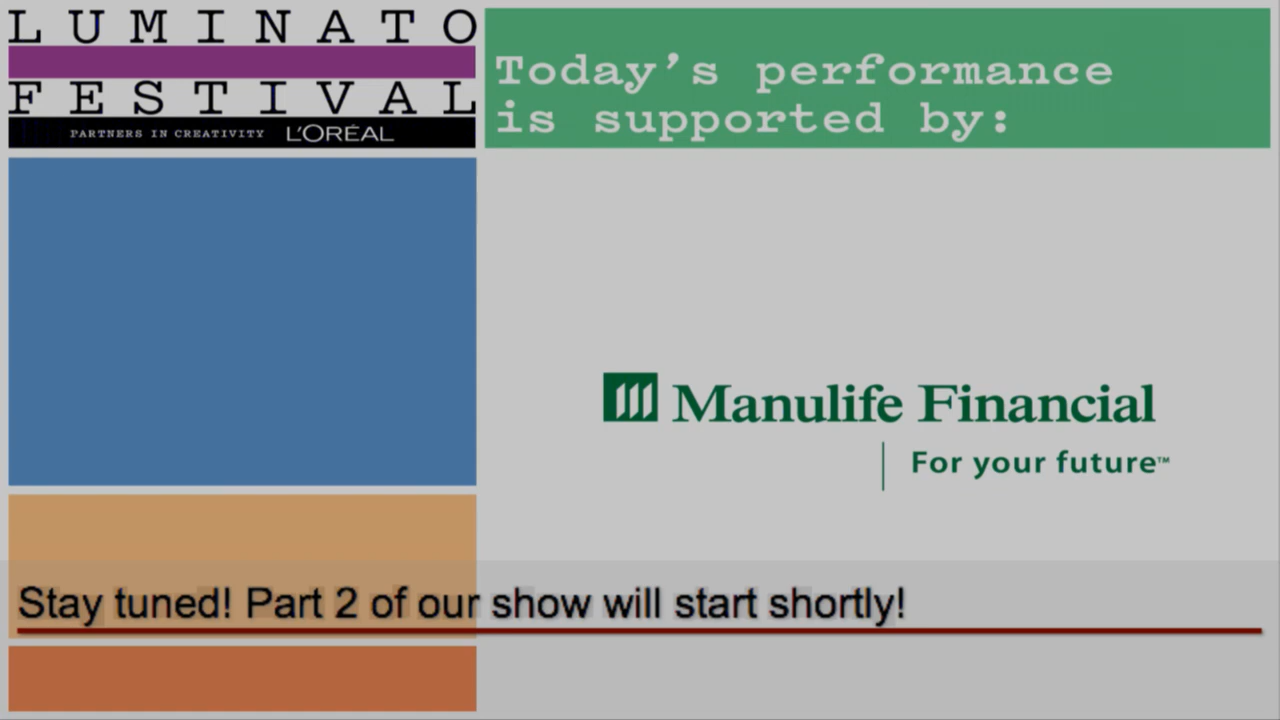 LUMINATO
FESTIVAL
PARTNERS IN CREATIVITY L'ORÉAL
Today's performance
is supported by:
Manulife Financial
For your future™
Stay tuned! Part 2 of our show will start shortly!